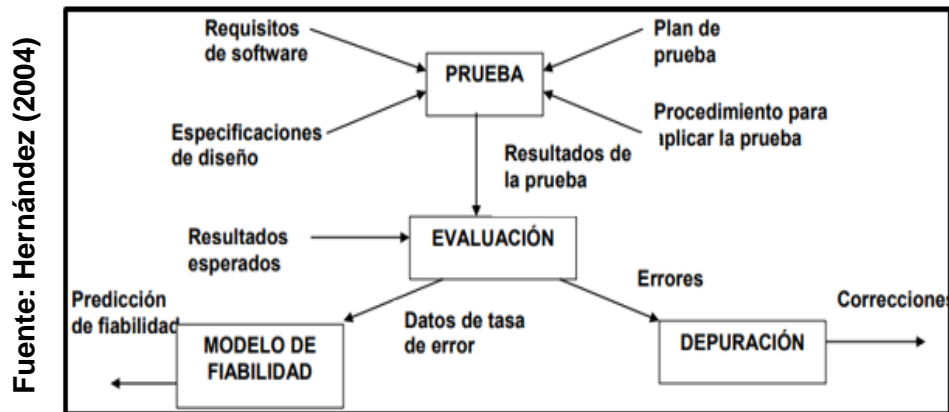 Fuente: Hernández (2004)
Requisitos
de software
Plan de
prueba
PRUEBA
Especificaciones
de diseño
Procedimiento para
aplicar la prueba
Resultados de
la prueba
Resultados
esperados
EVALUACIÓN
Errores
Predicción
de fiabilidad
Datos de tasa
de error
Correcciones
MODELO DE
FIABILIDAD
DEPURACIÓN